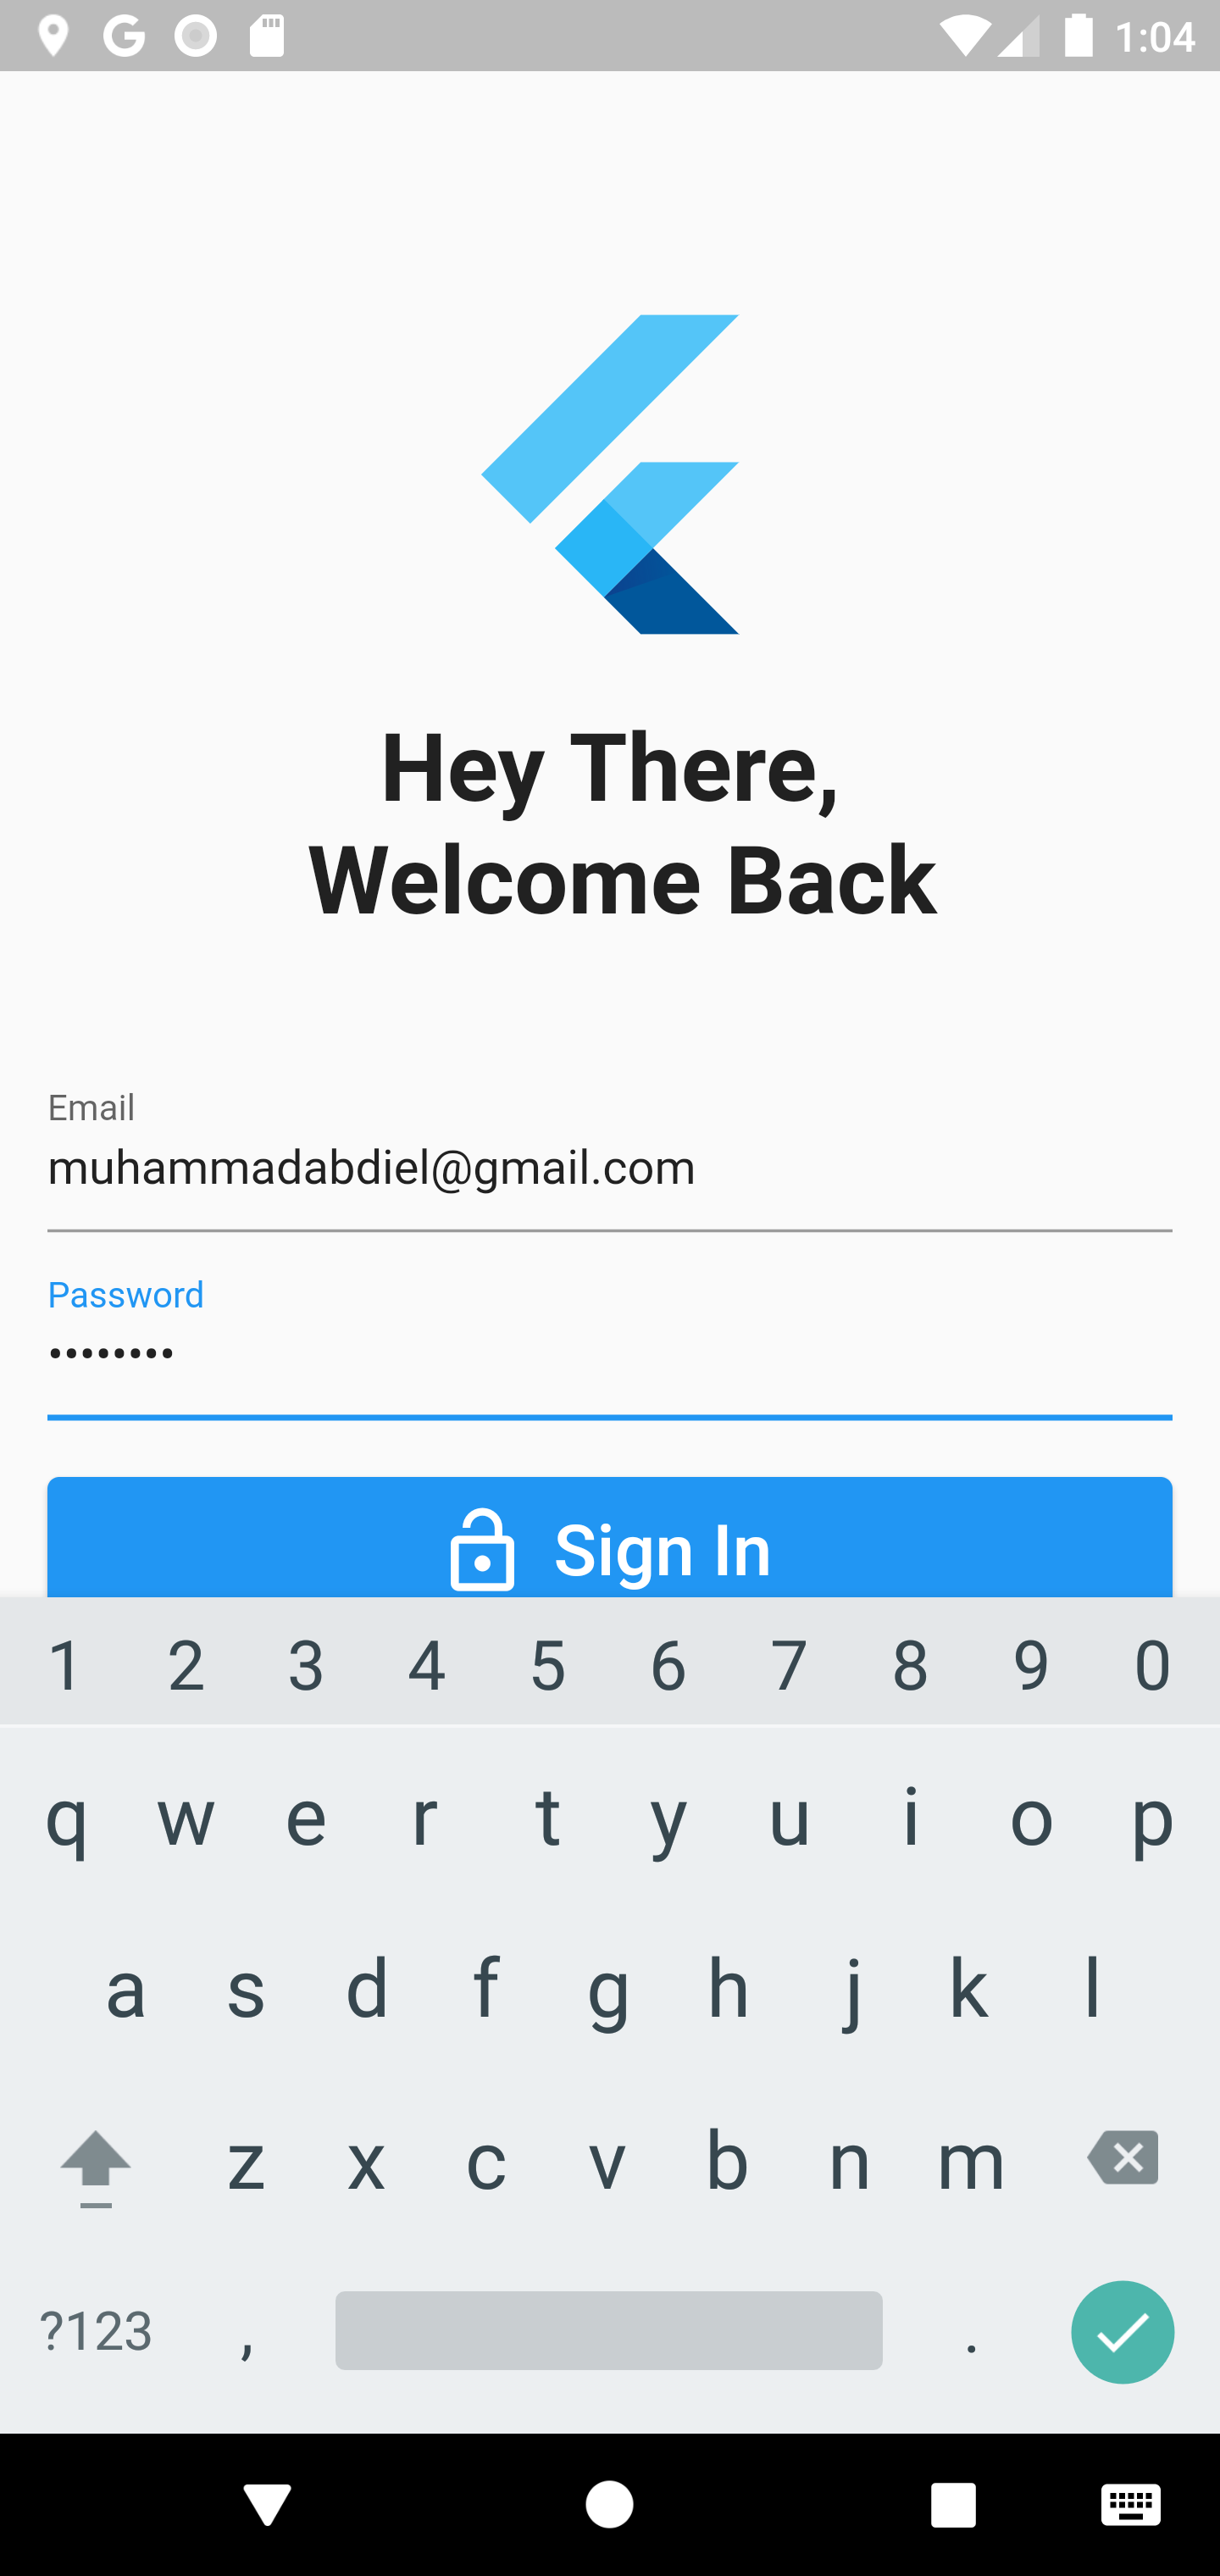 1:04
Hey There,
Welcome Back
Email
muhammadabdiel@gmail.com
Password
••••••••
Sign In
1 2 3 4 5 6 7 8 9 0
q w e r t y u i o p
a s d f g h j k l
z x c v b n m
?123 , .